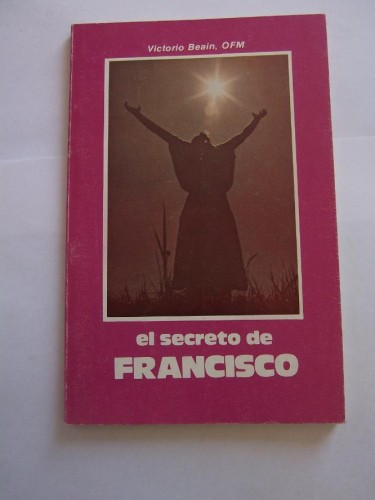 Victorio Beain, OFM
el secreto de
FRANCISCO